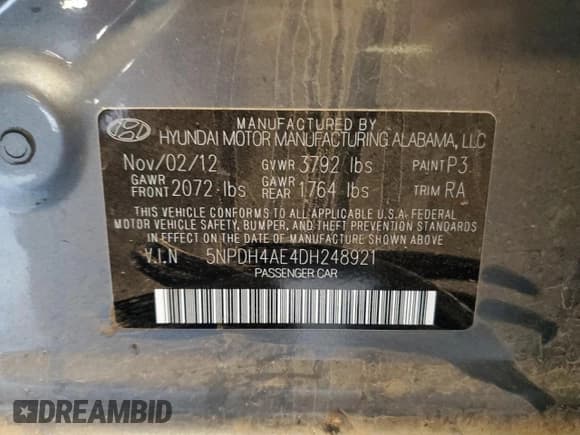 MANUFACTURED BY
HYUNDAI MOTOR MANUFACTURING ALABAMA, LLC
Nov/02/12 GVWR 3792 lbs PAINT P3
GAWR FRONT 2072 lbs GAWR REAR 1764 lbs TRIM RA
THIS VEHICLE CONFORMS TO ALL APPLICABLE U.S.A. FEDERAL
MOTOR VEHICLE SAFETY, BUMPER, AND THEFT PREVENTION STANDARDS
IN EFFECT ON THE DATE OF MANUFACTURE SHOWN ABOVE
V.I.N 5NPDH4AE4DH248921
PASSENGER CAR
DREAMBID